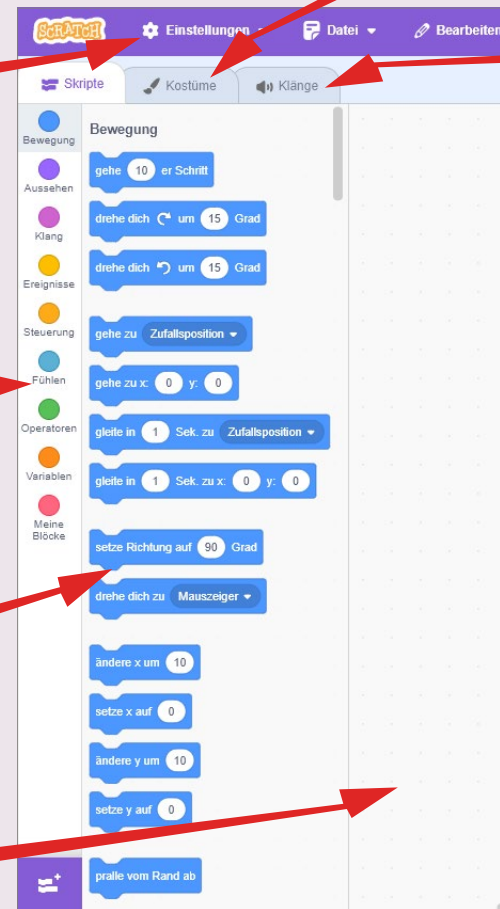 SCRATCH Einstellungen Datei Bearbeiten
Skripte Kostüme Klänge
Bewegung
Aussehen
Klang
Ereignisse
Steuerung
Fühlen
Operatoren
Variablen
Meine
Blöcke
Bewegung
gehe 10 er Schritt
drehe dich um 15 Grad
drehe dich um 15 Grad
gehe zu Zufallsposition
gehe zu x: 0 y: 0
gleite in 1 Sek. zu Zufallsposition
gleite in 1 Sek. zu x: 0 y: 0
setze Richtung auf 90 Grad
drehe dich zu Mauszeiger
ändere x um 10
setze x auf 0
ändere y um 10
setze y auf 0
pralle vom Rand ab